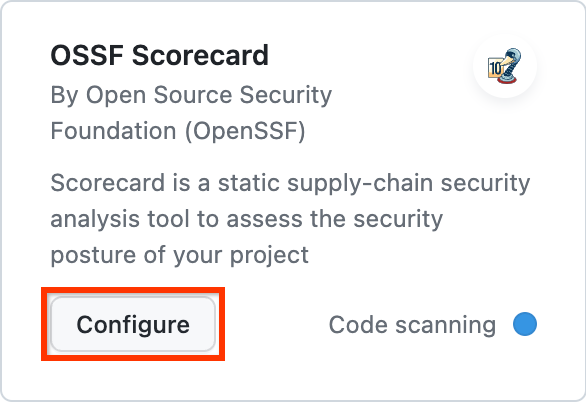 OSSF Scorecard
10
By Open Source Security
Foundation (OpenSSF)
Scorecard is a static supply-chain security
analysis tool to assess the security
posture of your project
Configure
Code scanning